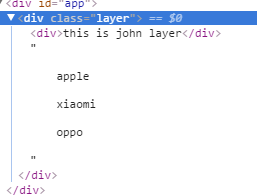 <div id="app">
▼<div class="layer"> == $0
<div>this is john layer</div>
"
apple
xiaomi
oppo
"
</div>
</div>